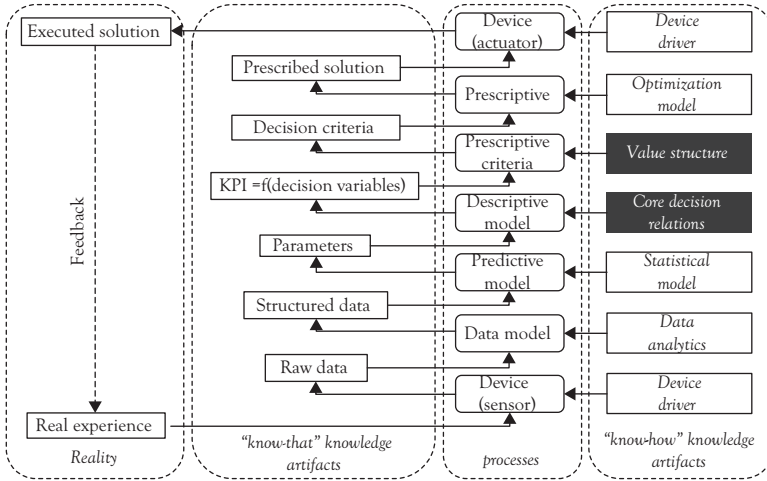 Executed solution
Device
(actuator)
Device
driver
Prescribed solution
Prescriptive
Optimization
model
Decision criteria
Prescriptive
criteria
Value structure
KPI =f(decision variables)
Descriptive
model
Core decision
relations
Feedback
Parameters
Predictive
model
Statistical
model
Structured data
Data model
Data
analytics
Raw data
Device
(sensor)
Device
driver
Real experience
Reality
“know-that” knowledge
artifacts
processes
“know-how” knowledge
artifacts